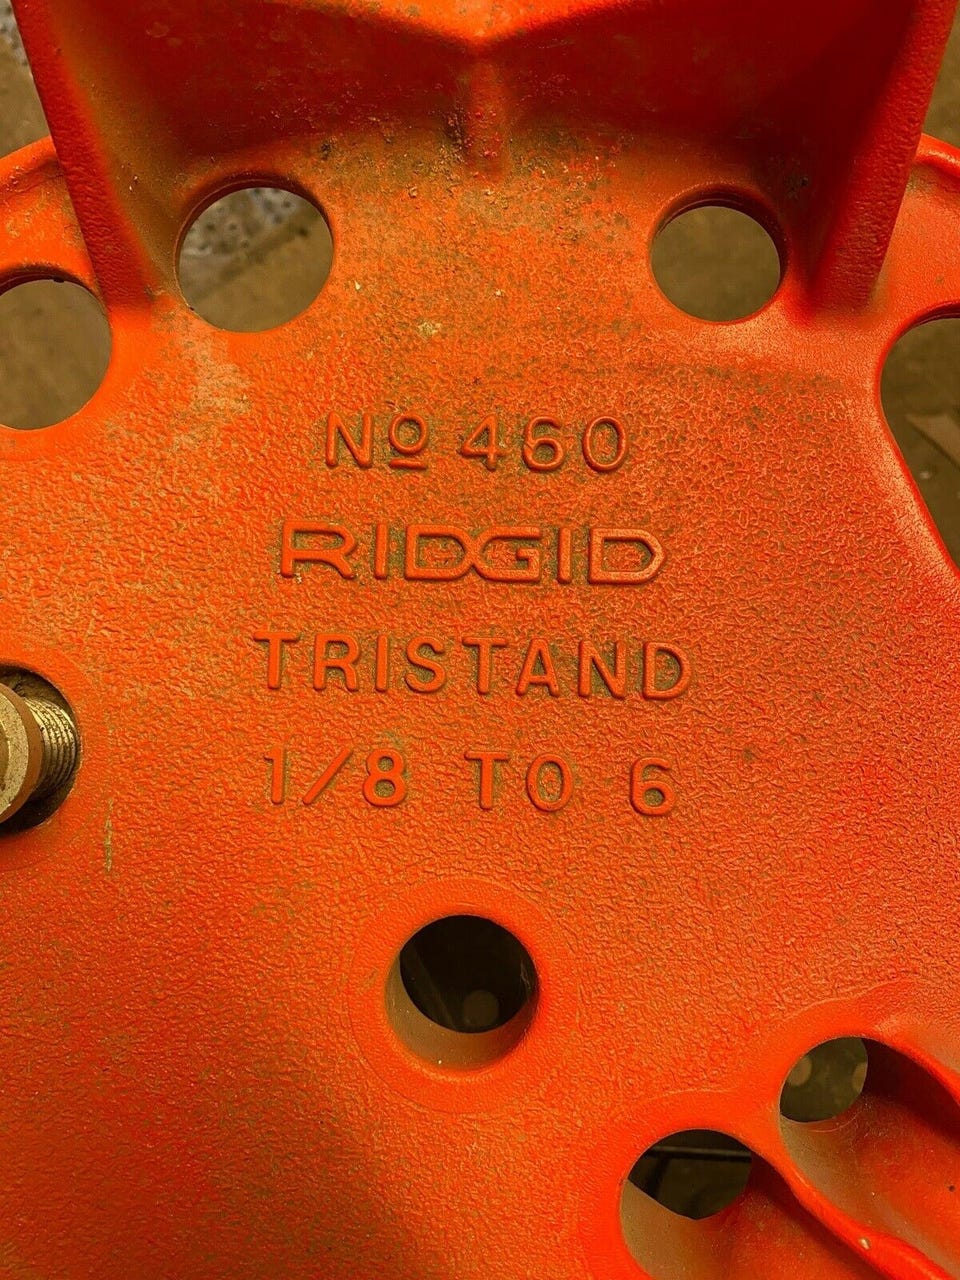 Nº 460
RIDGID
TRISTAND
1/8 TO 6